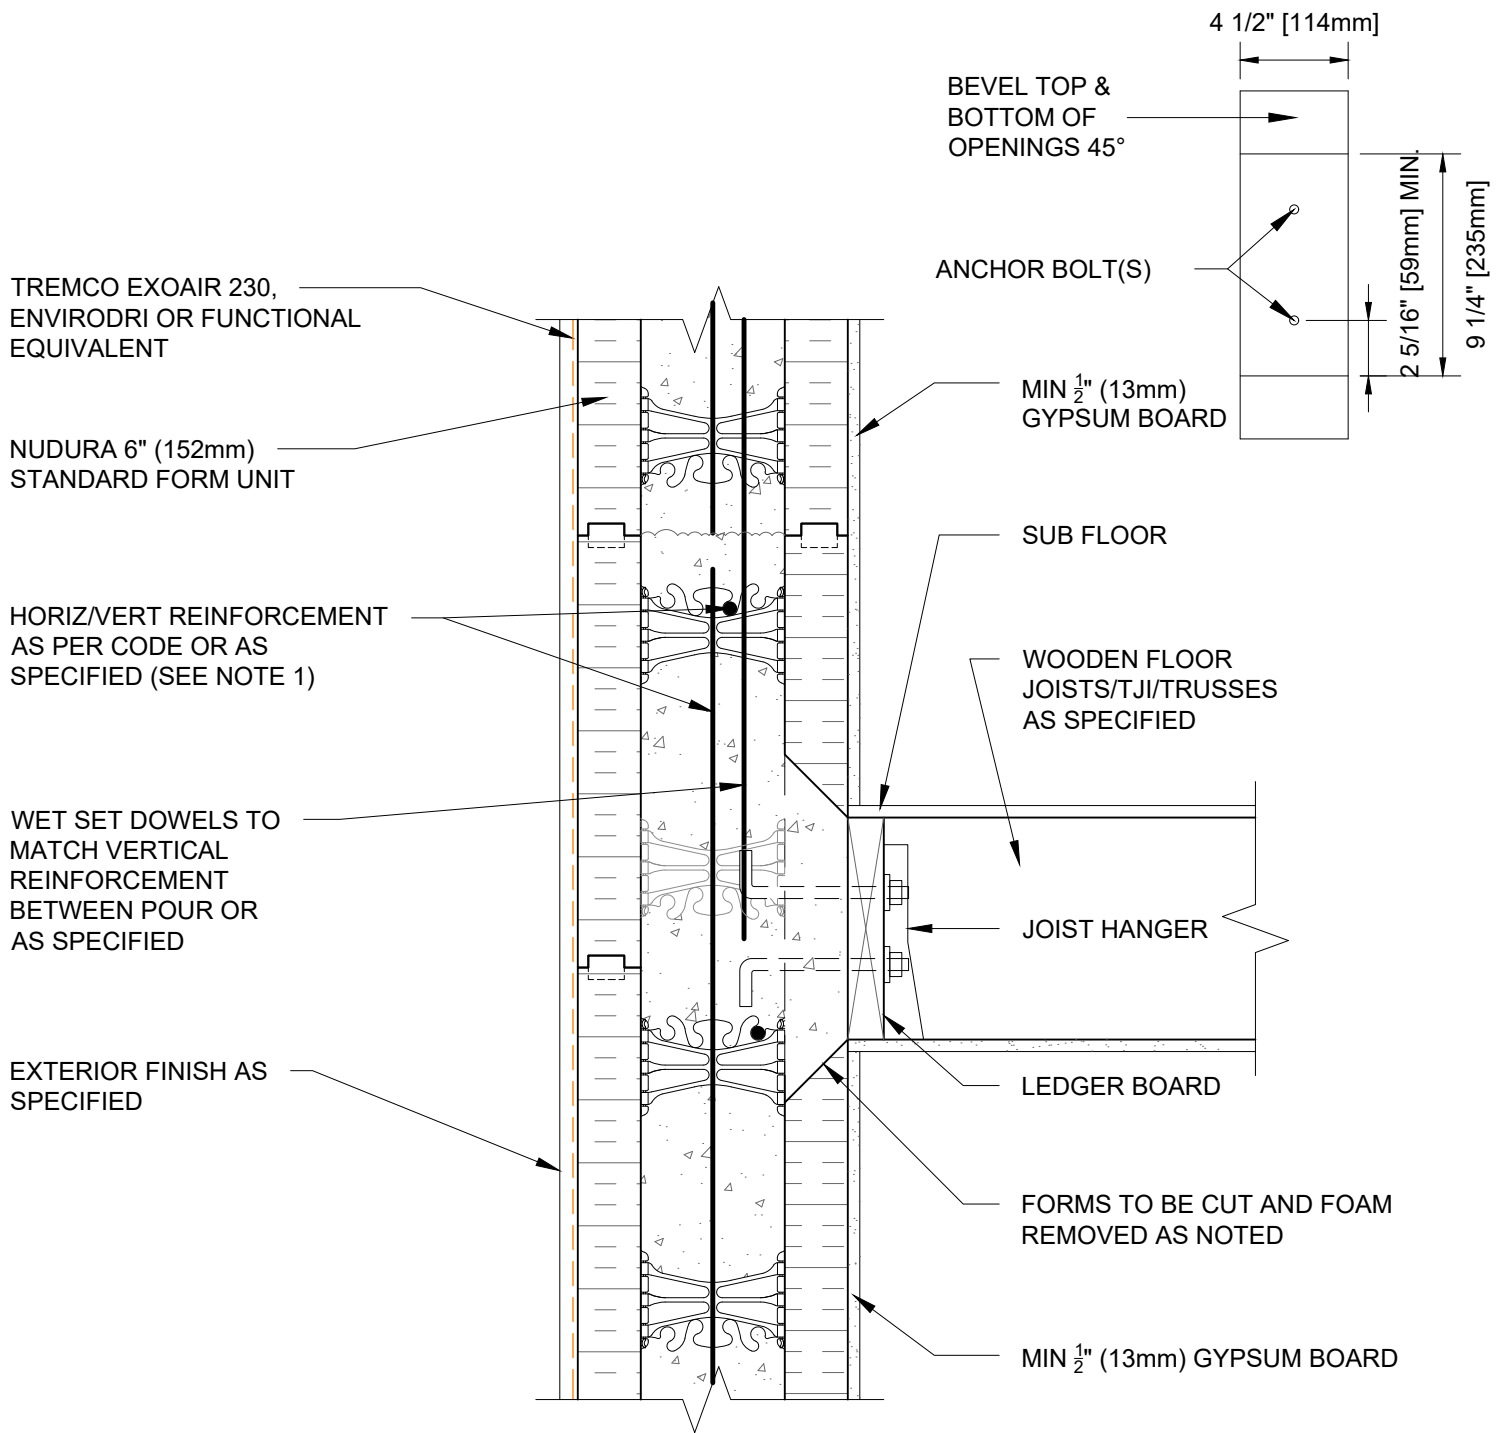 4 1/2" [114mm]
BEVEL TOP &
BOTTOM OF
OPENINGS 45°
ANCHOR BOLT(S)
2 5/16" [59mm] MIN.
9 1/4" [235mm]
TREMCO EXOAIR 230,
ENVIRODRI OR FUNCTIONAL
EQUIVALENT
NUDURA 6" (152mm)
STANDARD FORM UNIT
HORIZ/VERT REINFORCEMENT
AS PER CODE OR AS
SPECIFIED (SEE NOTE 1)
WET SET DOWELS TO
MATCH VERTICAL
REINFORCEMENT
BETWEEN POUR OR
AS SPECIFIED
EXTERIOR FINISH AS
SPECIFIED
MIN 1/2" (13mm)
GYPSUM BOARD
SUB FLOOR
WOODEN FLOOR
JOISTS/TJI/TRUSSES
AS SPECIFIED
JOIST HANGER
LEDGER BOARD
FORMS TO BE CUT AND FOAM
REMOVED AS NOTED
MIN 1/2" (13mm) GYPSUM BOARD